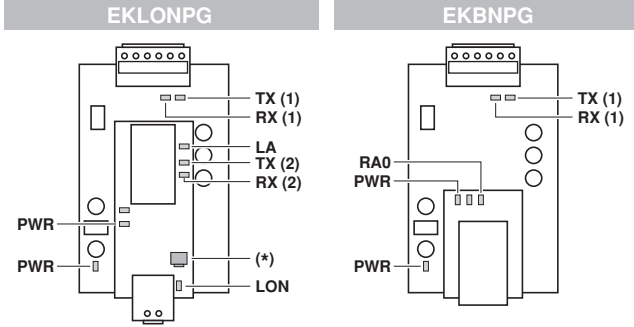 EKLONPG
TX (1)
RX (1)
LA
TX (2)
RX (2)
PWR
PWR
(*)
LON
EKBNPG
TX (1)
RX (1)
RA0
PWR
PWR